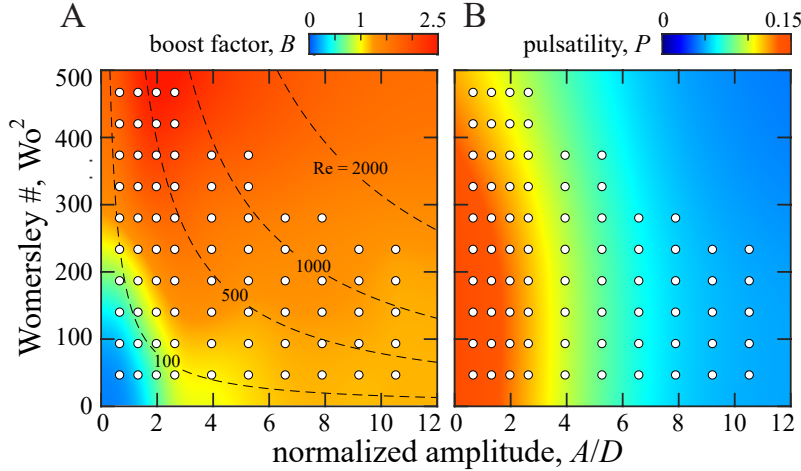 A
B
boost factor, B
0
1
2.5
pulsatility, P
0
0.15
Womersley #, Wo²
500
400
300
200
100
0
Re = 2000
1000
500
100
0 2 4 6 8 10 12
0 2 4 6 8 10 12
normalized amplitude, A/D